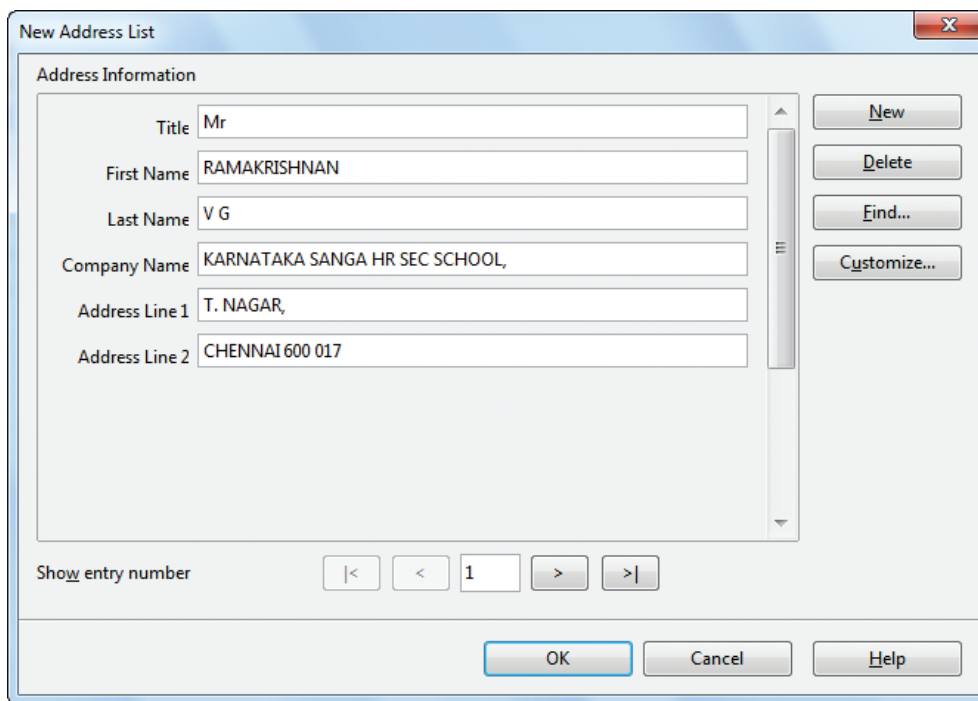 New Address List
Address Information
Title Mr
First Name RAMAKRISHNAN
Last Name V G
Company Name KARNATAKA SANGA HR SEC SCHOOL,
Address Line 1 T. NAGAR,
Address Line 2 CHENNAI 600 017
New
Delete
Find...
Customize...
Show entry number |< < 1 > >|
OK Cancel Help